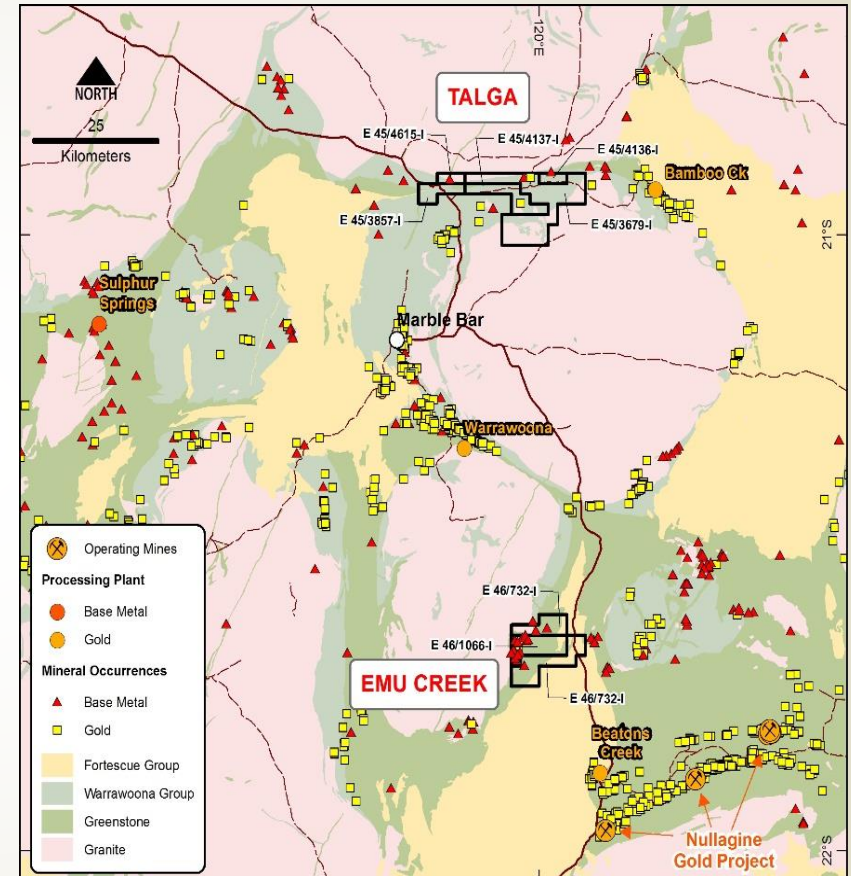 120°E
NORTH
25
Kilometers
TALGA
E 45/4615-I
E 45/4137-I
E 45/4136-I
Bamboo Ck
E 45/3857-I
E 45/3679-I
21°S
Sulphur
Springs
Marble Bar
Warrawoona
E 46/732-I
E 46/1066-I
EMU CREEK
E 46/732-I
Beatons
Creek
Nullagine
Gold Project
22°S
Operating Mines
Processing Plant
Base Metal
Gold
Mineral Occurrences
Base Metal
Gold
Fortescue Group
Warrawoona Group
Greenstone
Granite